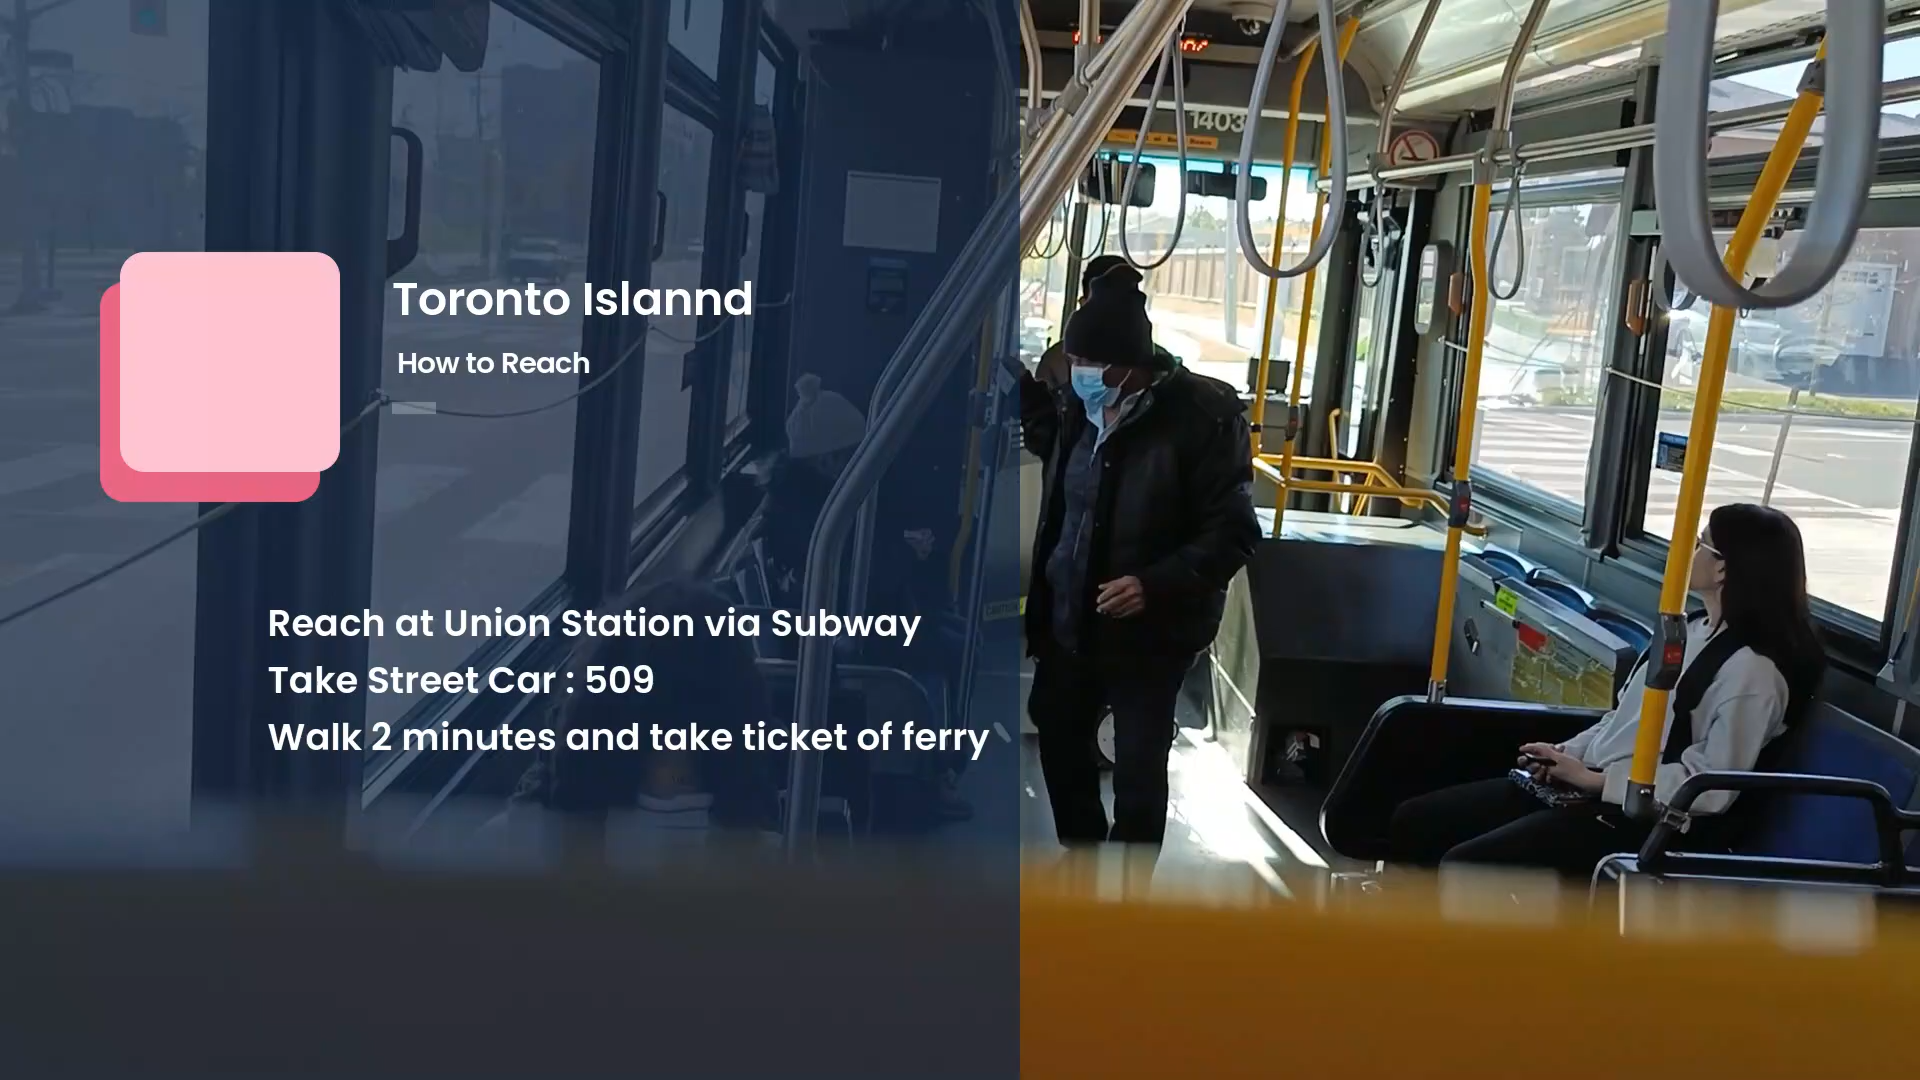 1403
Toronto Islannd
How to Reach
Reach at Union Station via Subway
Take Street Car : 509
Walk 2 minutes and take ticket of ferry